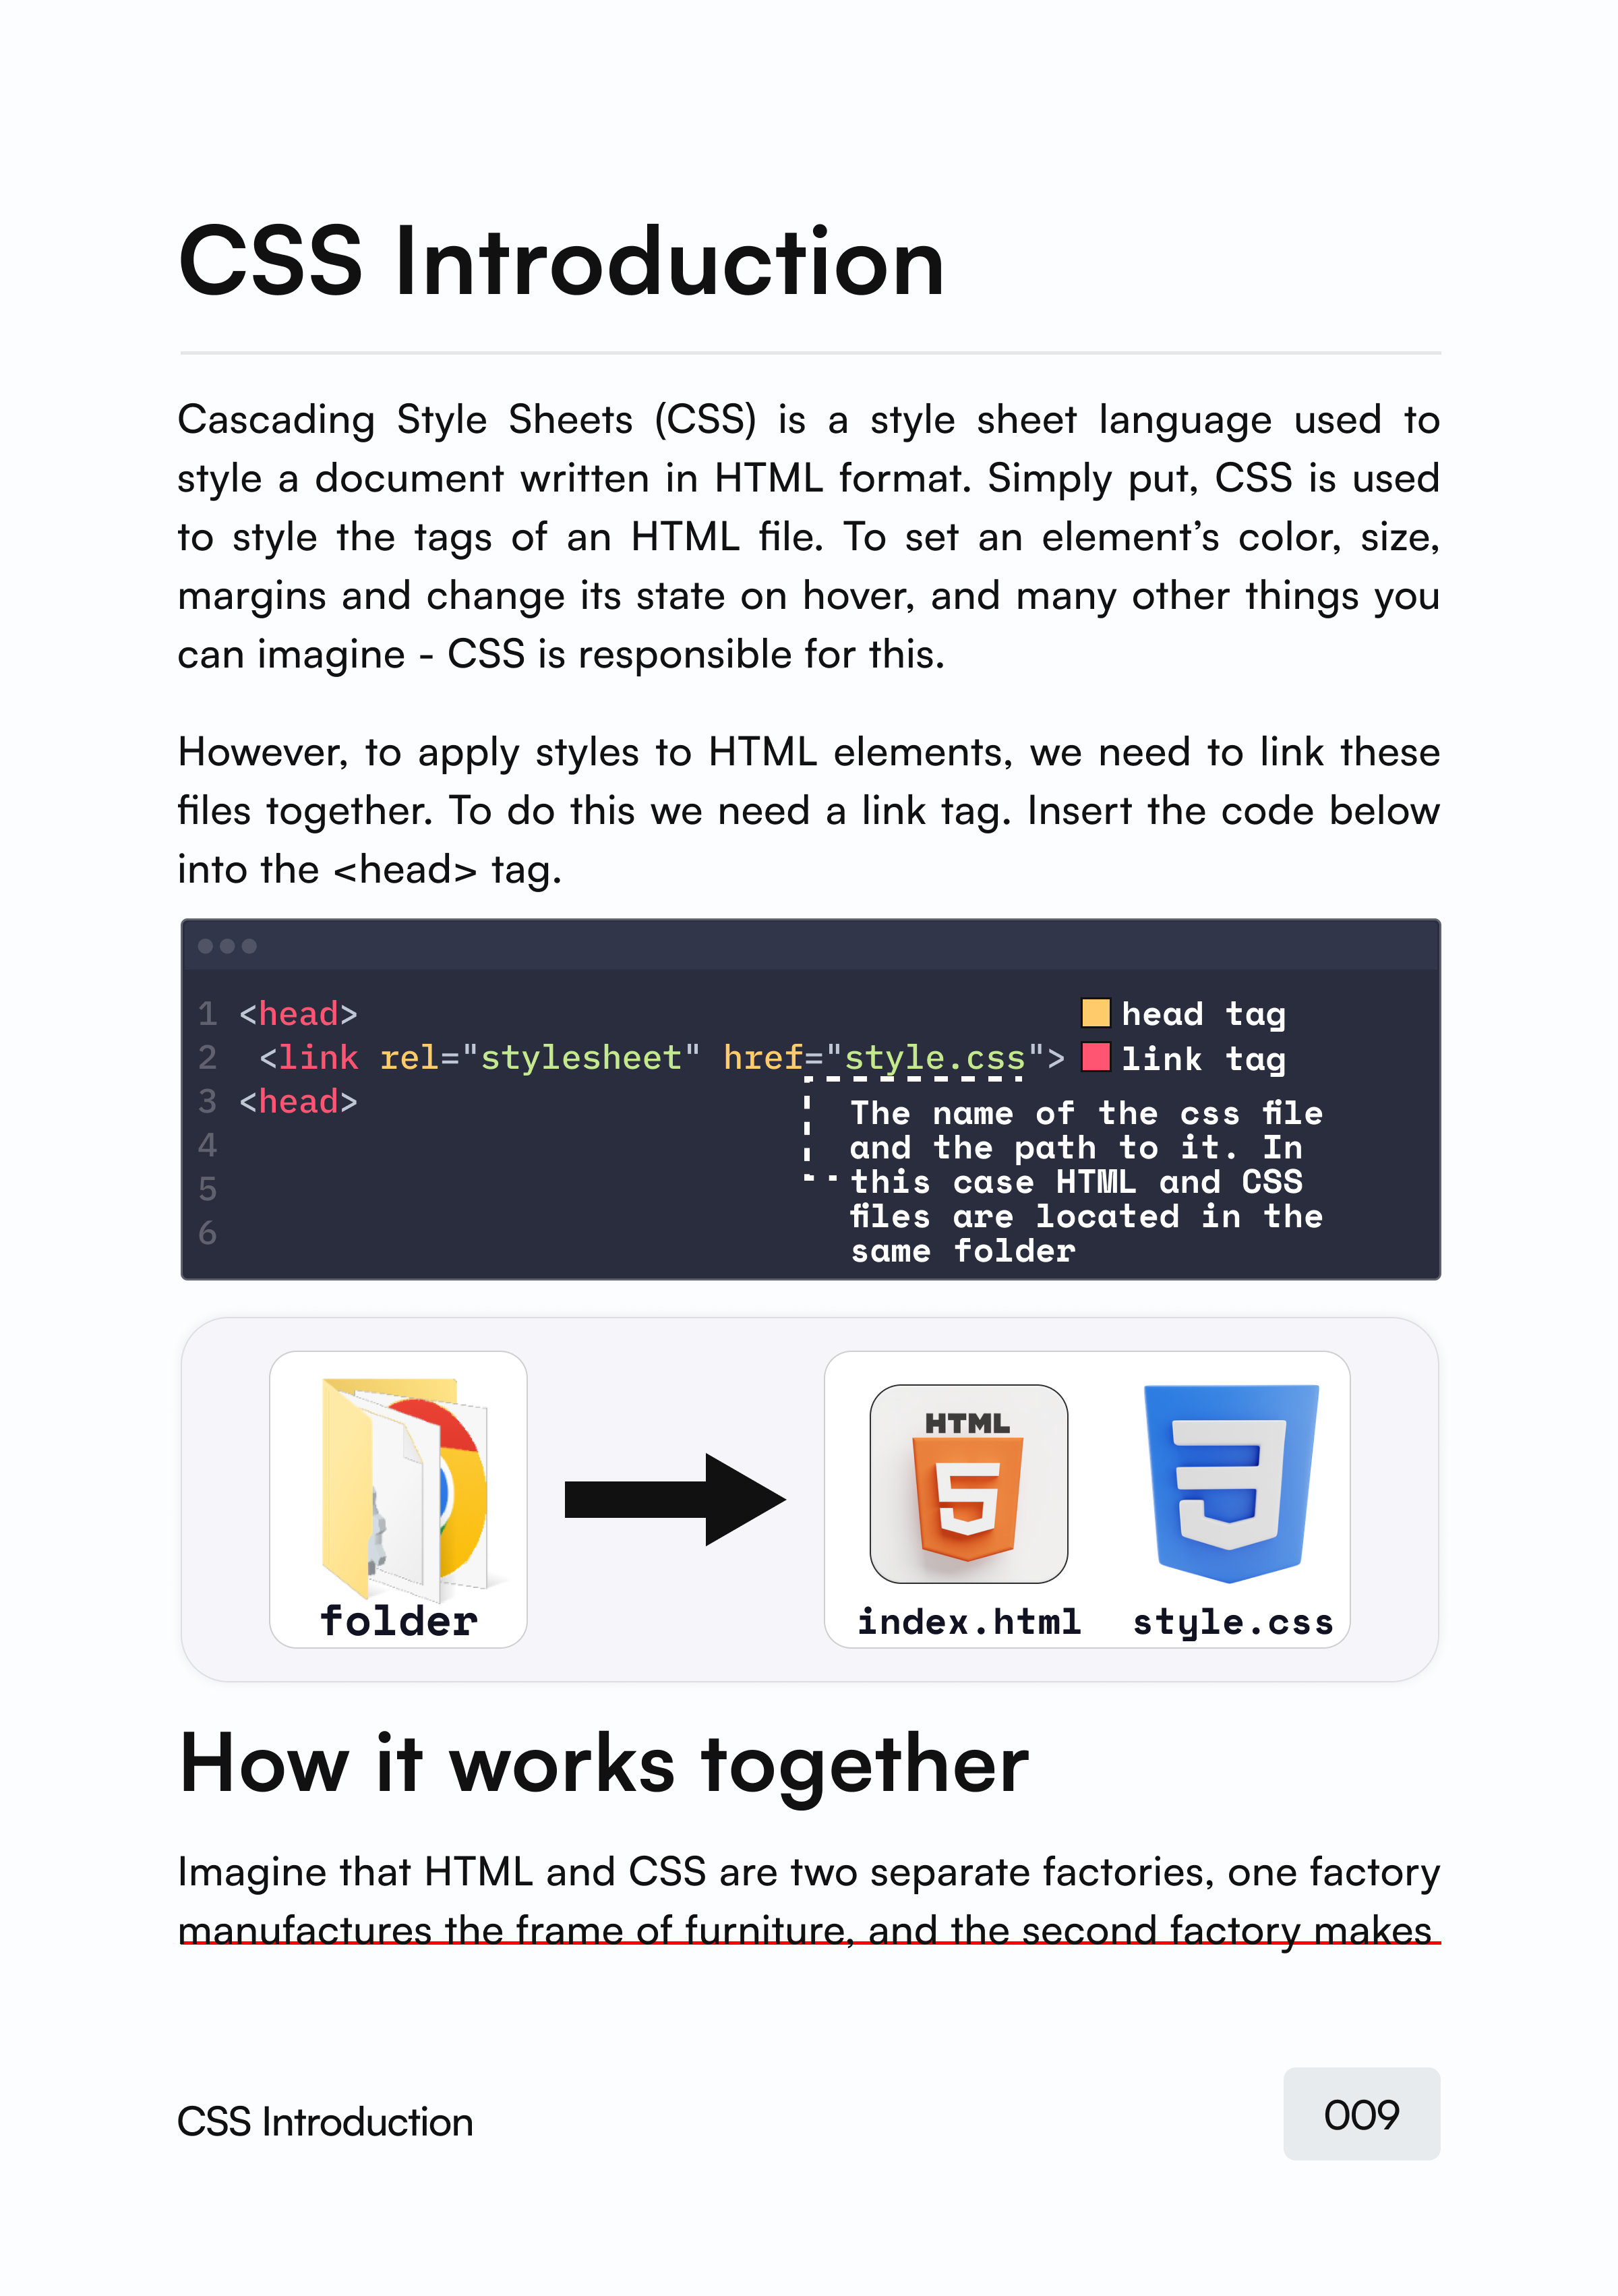 CSS Introduction
Cascading Style Sheets (CSS) is a style sheet language used to
style a document written in HTML format. Simply put, CSS is used
to style the tags of an HTML file. To set an element’s color, size,
margins and change its state on hover, and many other things you
can imagine - CSS is responsible for this.
However, to apply styles to HTML elements, we need to link these
files together. To do this we need a link tag. Insert the code below
into the <head> tag.
1 <head>
head tag
2 <link rel="stylesheet" href="style.css">
link tag
3 <head>
4
5
6
The name of the css file
and the path to it. In
this case HTML and CSS
files are located in the
same folder
folder
HTML
5
3
index.html
style.css
How it works together
Imagine that HTML and CSS are two separate factories, one factory
manufactures the frame of furniture, and the second factory makes
CSS Introduction
009